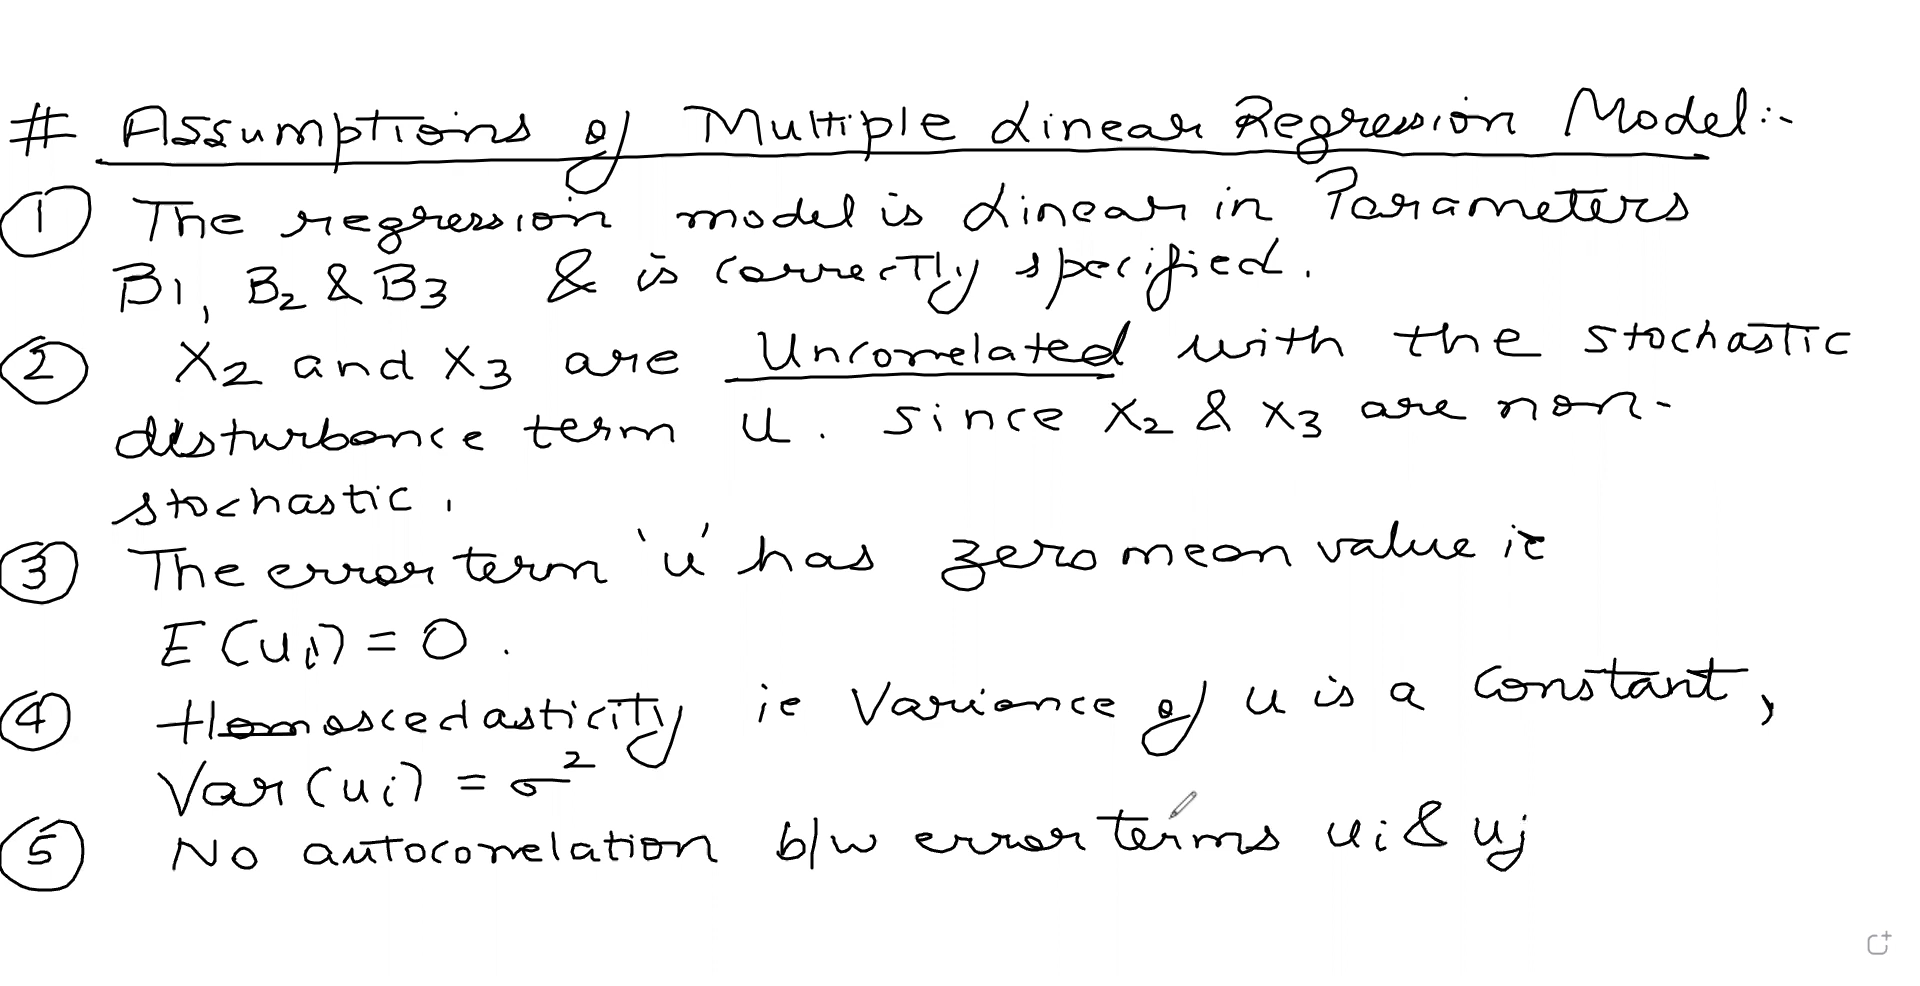 # Assumptions of Multiple Linear Regression Model:-
① The regression model is Linear in Parameters
B1, B2 & B3 & is correctly specified.
② X2 and X3 are Uncorrelated with the stochastic
disturbance term u. since X2 & X3 are non-
stochastic.
③ The error term 'u' has zero mean value ie
E(ui) = 0.
④ Homoscedasticity ie Variance of u is a constant,
Var(ui) = σ²
⑤ No autocorrelation b/w error terms ui & uj